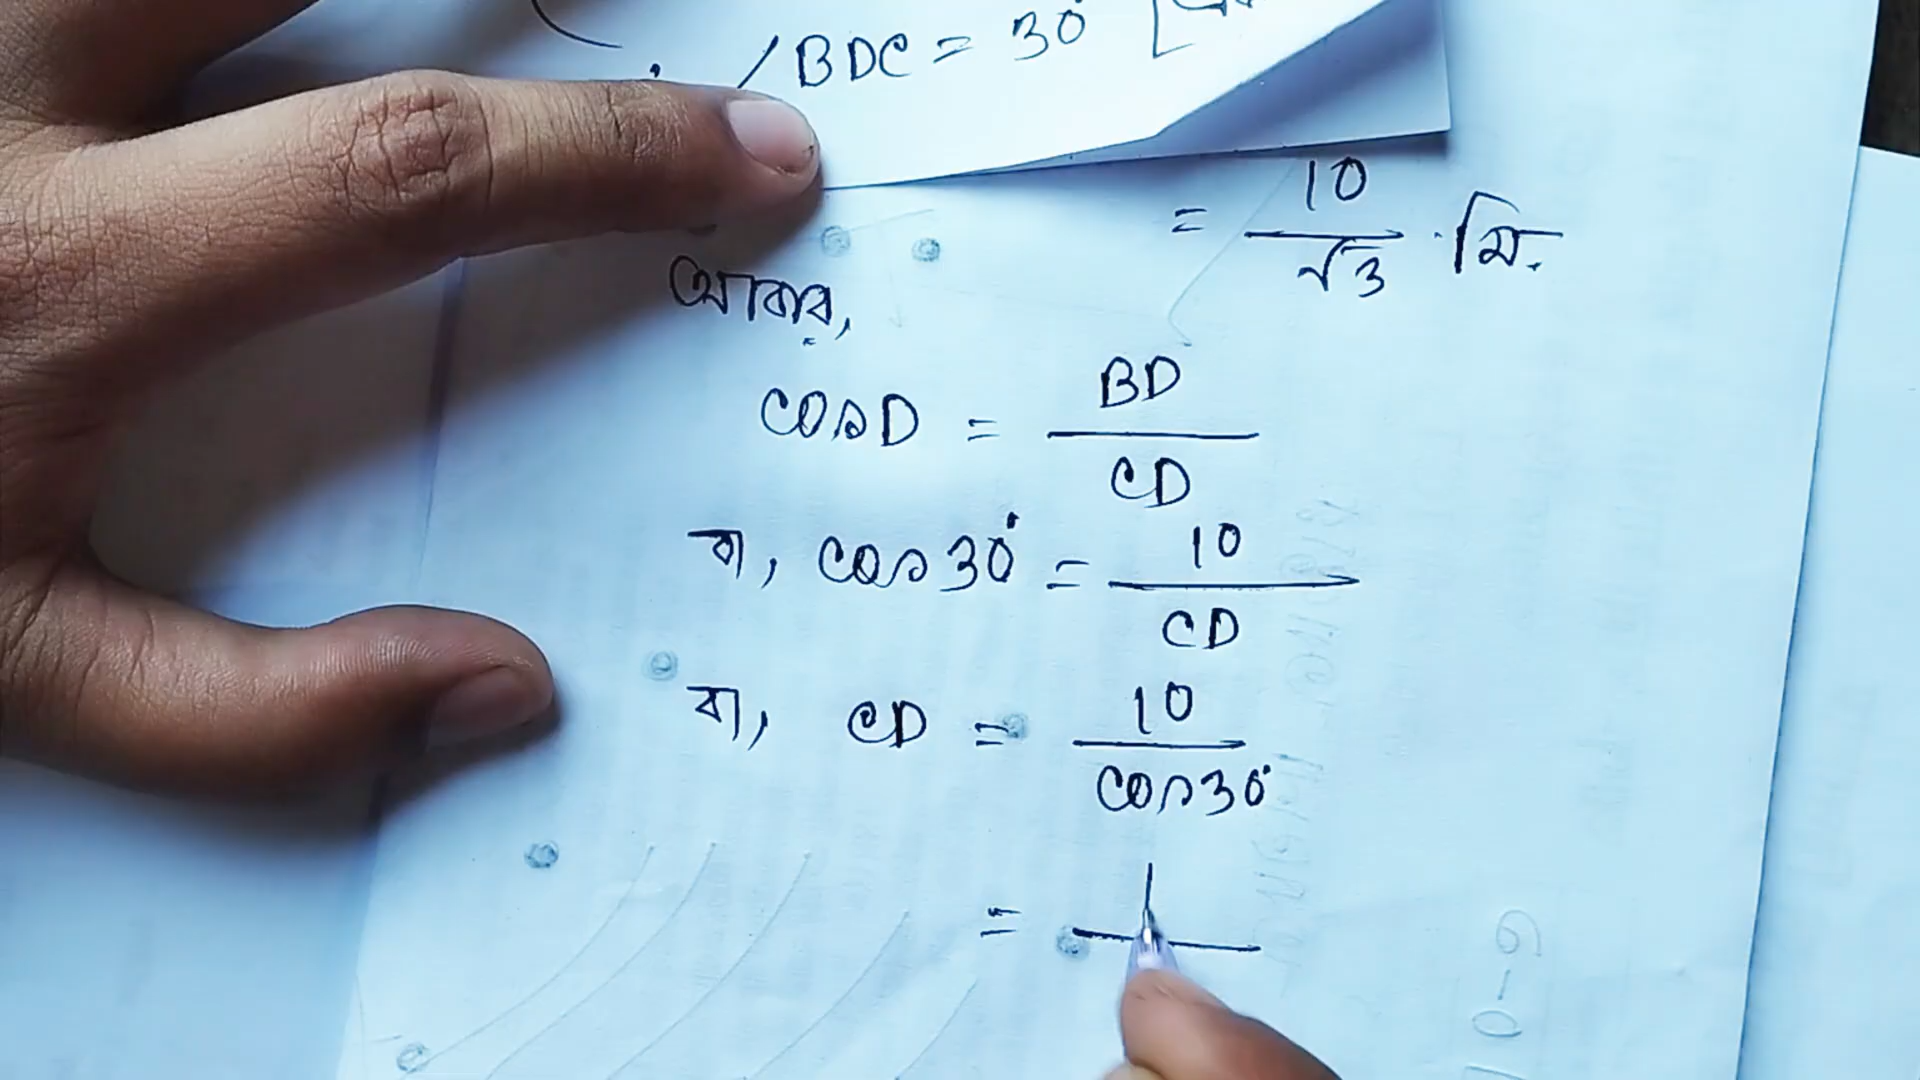 ∠BDC = 30°
= 10/√3 মি.
আবার,
cosD = BD/CD
বা, cos30° = 10/CD
বা, CD = 10/cos30°
= 1